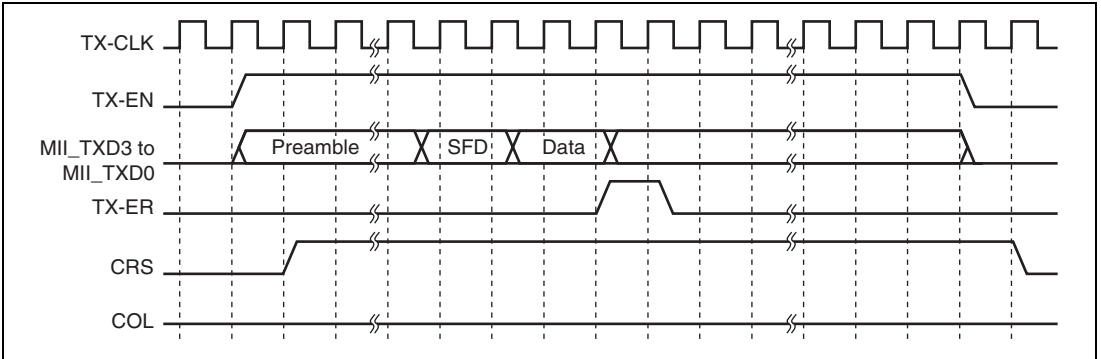 TX-CLK
TX-EN
MII_TXD3 to
MII_TXD0
Preamble
SFD
Data
TX-ER
CRS
COL